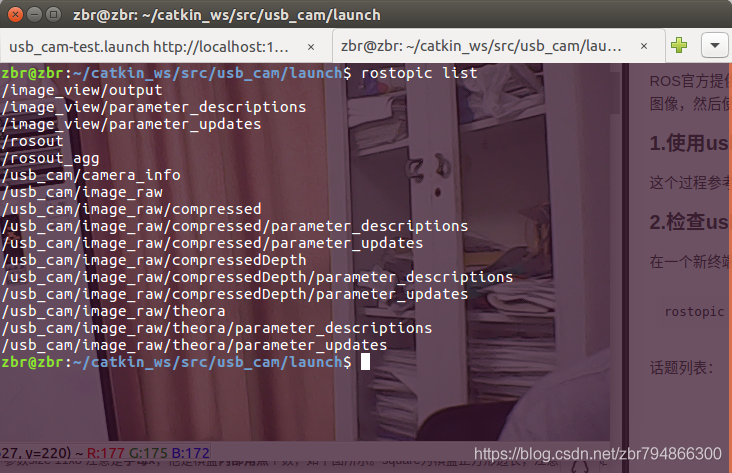 zbr@zbr: ~/catkin_ws/src/usb_cam/launch
usb_cam-test.launch http://localhost:1... × zbr@zbr: ~/catkin_ws/src/usb_cam/lau... ×
zbr@zbr:~/catkin_ws/src/usb_cam/launch$ rostopic list
/image_view/output
/image_view/parameter_descriptions
/image_view/parameter_updates
/rosout
/rosout_agg
/usb_cam/camera_info
/usb_cam/image_raw
/usb_cam/image_raw/compressed
/usb_cam/image_raw/compressed/parameter_descriptions
/usb_cam/image_raw/compressed/parameter_updates
/usb_cam/image_raw/compressedDepth
/usb_cam/image_raw/compressedDepth/parameter_descriptions
/usb_cam/image_raw/compressedDepth/parameter_updates
/usb_cam/image_raw/theora
/usb_cam/image_raw/theora/parameter_descriptions
/usb_cam/image_raw/theora/parameter_updates
zbr@zbr:~/catkin_ws/src/usb_cam/launch$
ROS官方提
图像，然后使
1.使用us
这个过程参考
2.检查us
在一个新终端
rostopic
话题列表：
27, v=220) ~ R:177 G:175 B:172
https://blog.csdn.net/zbr794866300